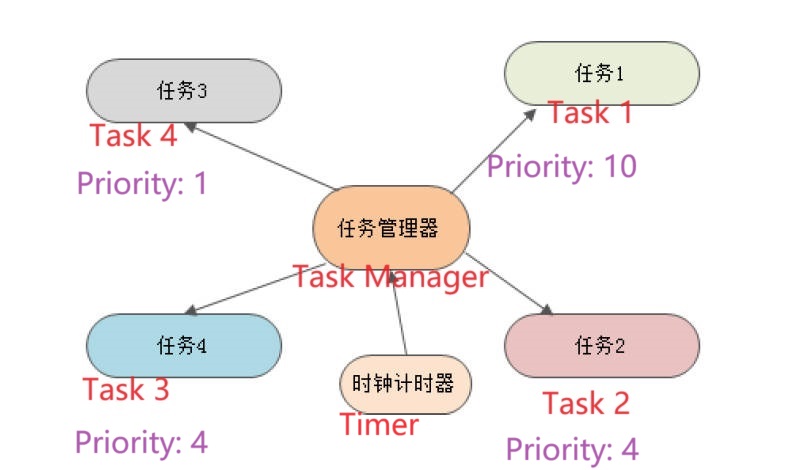 任务3
任务1
Task 4
Task 1
Priority: 1
Priority: 10
任务管理器
Task Manager
任务4
任务2
Task 3
时钟计时器
Task 2
Timer
Priority: 4
Priority: 4